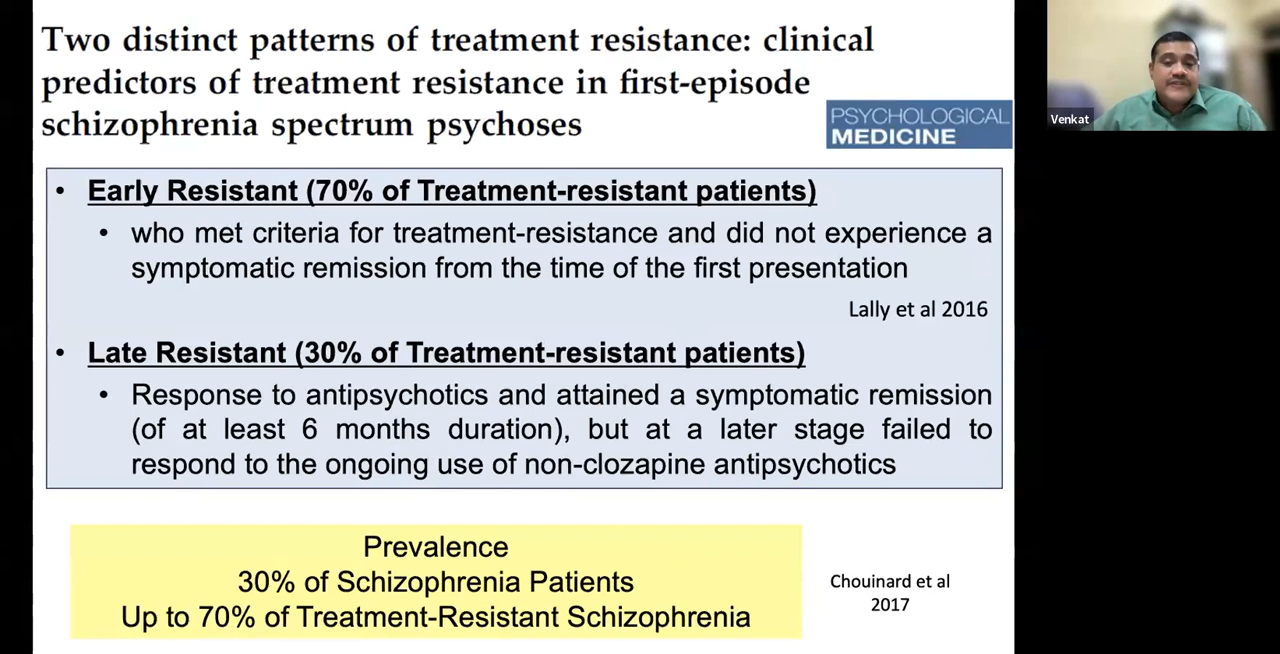 Two distinct patterns of treatment resistance: clinical
predictors of treatment resistance in first-episode
schizophrenia spectrum psychoses
PSYCHOLOGICAL
MEDICINE
Venkat
• Early Resistant (70% of Treatment-resistant patients)
• who met criteria for treatment-resistance and did not experience a
symptomatic remission from the time of the first presentation
Lally et al 2016
• Late Resistant (30% of Treatment-resistant patients)
• Response to antipsychotics and attained a symptomatic remission
(of at least 6 months duration), but at a later stage failed to
respond to the ongoing use of non-clozapine antipsychotics
Prevalence
30% of Schizophrenia Patients
Up to 70% of Treatment-Resistant Schizophrenia
Chouinard et al
2017